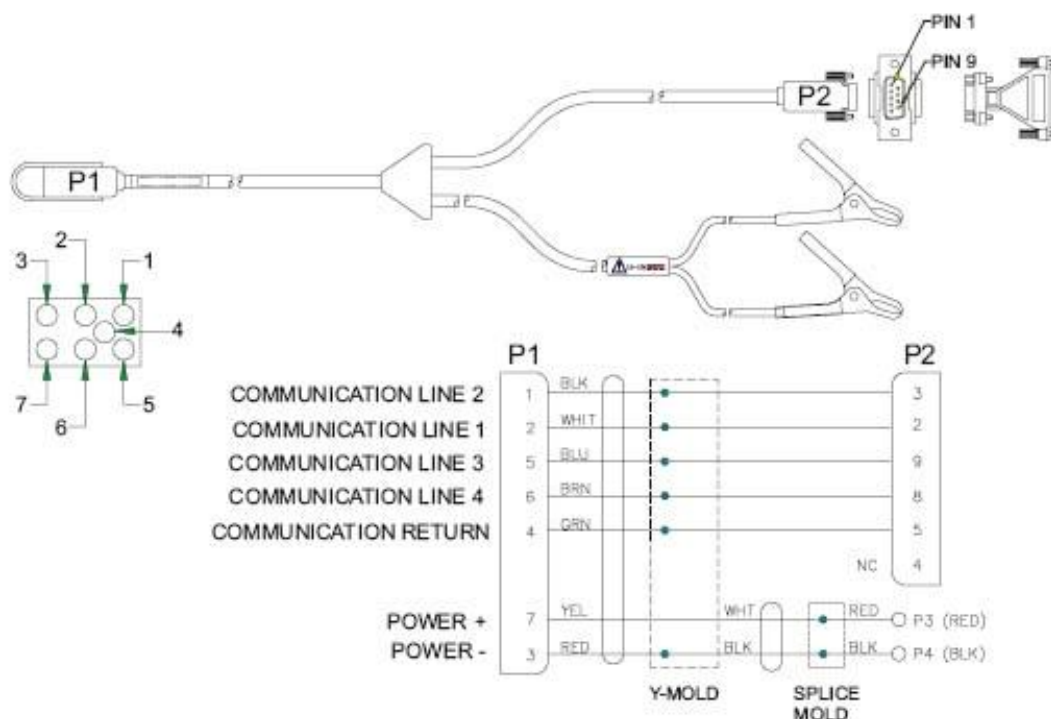 PIN 1
PIN 9
P2
P1
2
3 1
4
7 5
6
P1 P2
COMMUNICATION LINE 2 1 BLK 3
COMMUNICATION LINE 1 2 WHIT 2
COMMUNICATION LINE 3 5 BLU 9
COMMUNICATION LINE 4 6 BRN 8
COMMUNICATION RETURN 4 GRN 5
NC 4
POWER + 7 YEL WHT RED P3 (RED)
POWER - 3 RED BLK BLK P4 (BLK)
Y-MOLD SPLICE
MOLD